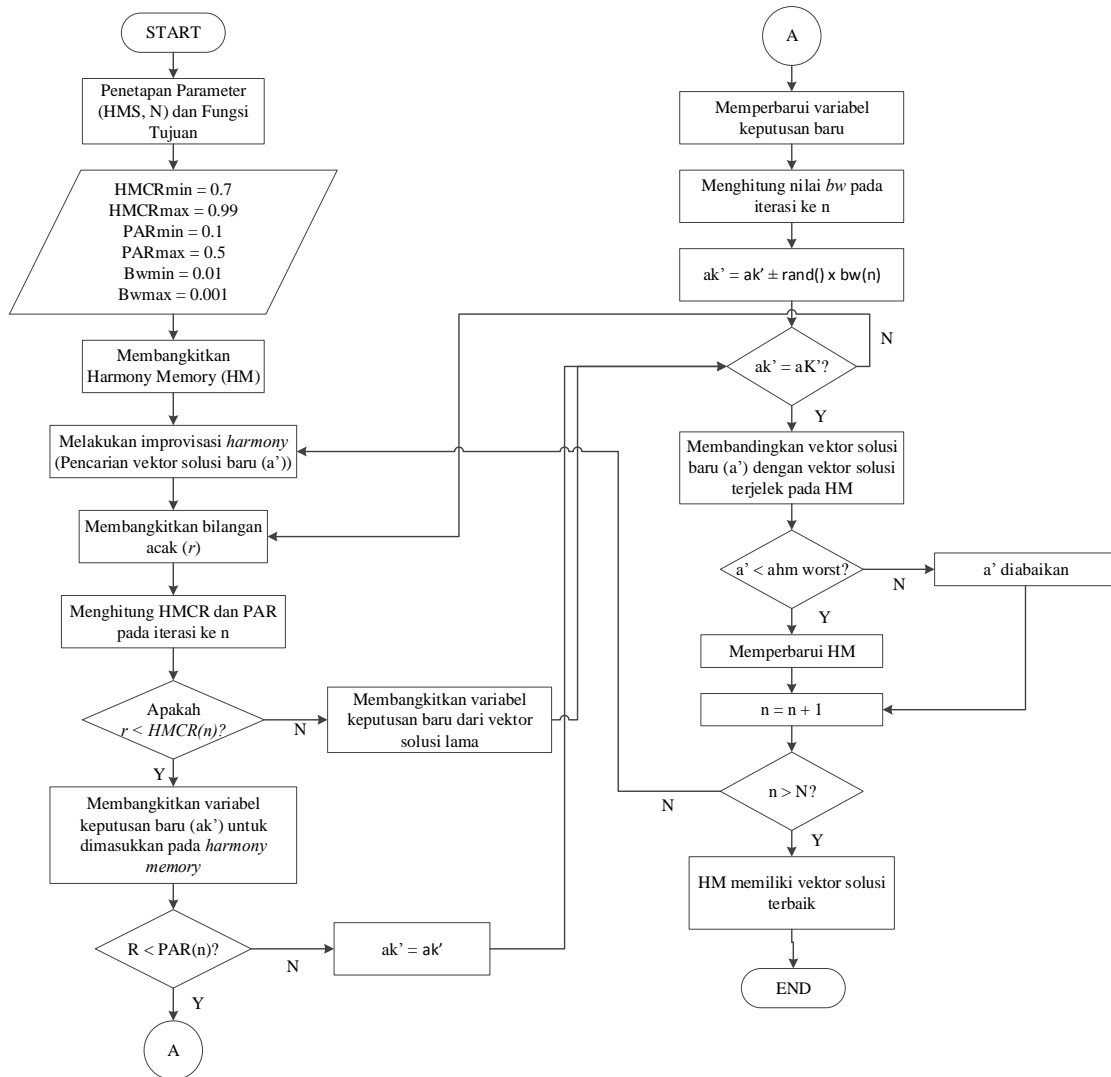 START
Penetapan Parameter
(HMS, N) dan Fungsi
Tujuan
HMCRmin = 0.7
HMCRmax = 0.99
PARmin = 0.1
PARmax = 0.5
Bwmin = 0.01
Bwmax = 0.001
Membangkitkan
Harmony Memory (HM)
Melakukan improvisasi harmony
(Pencarian vektor solusi baru (a’))
Membangkitkan bilangan
acak (r)
Menghitung HMCR dan PAR
pada iterasi ke n
Apakah
r < HMCR(n)?
N
Membangkitkan variabel
keputusan baru dari vektor
solusi lama
Y
Membangkitkan variabel
keputusan baru (ak’) untuk
dimasukkan pada harmony
memory
R < PAR(n)?
N
ak’ = ak’
Y
A
A
Memperbarui variabel
keputusan baru
Menghitung nilai bw pada
iterasi ke n
ak’ = ak’ ± rand() x bw(n)
N
ak’ = aK’?
Y
Membandingkan vektor solusi
baru (a’) dengan vektor solusi
terjelek pada HM
a’ < ahm worst?
N
a’ diabaikan
Y
Memperbarui HM
n = n + 1
n > N?
N
Y
HM memiliki vektor solusi
terbaik
END